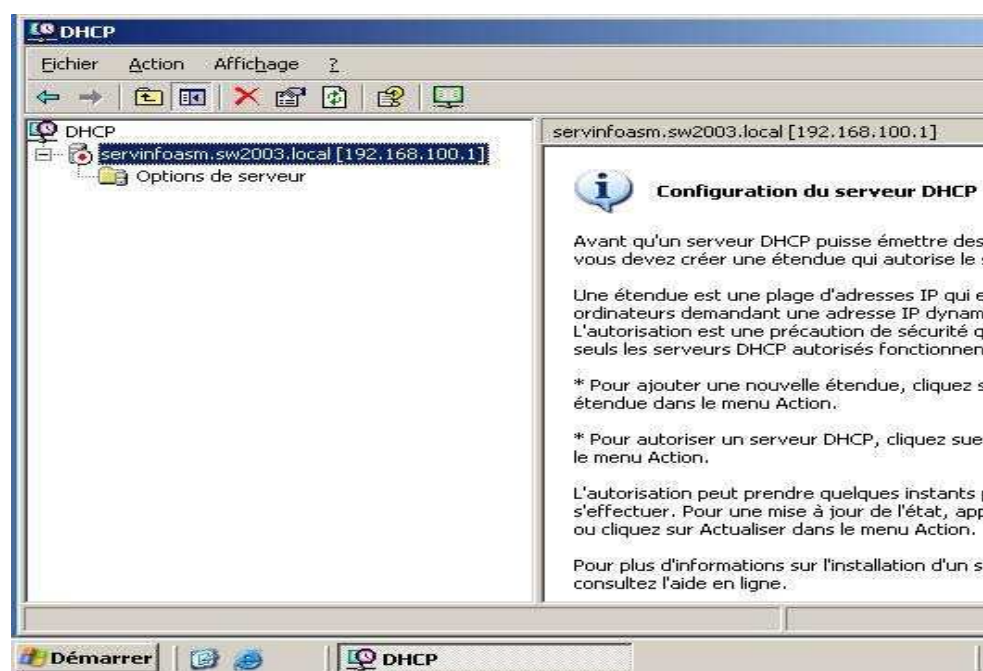 DHCP
Fichier Action Affichage ?
DHCP
servinfoasm.sw2003.local [192.168.100.1]
Options de serveur
servinfoasm.sw2003.local [192.168.100.1]
Configuration du serveur DHCP
Avant qu'un serveur DHCP puisse émettre des
vous devez créer une étendue qui autorise le
Une étendue est une plage d'adresses IP qui
ordinateurs demandant une adresse IP
L'autorisation est une précaution de sécurité
seuls les serveurs DHCP autorisés
* Pour ajouter une nouvelle étendue, cliquez
étendue dans le menu Action.
* Pour autoriser un serveur DHCP, cliquez sue
le menu Action.
L'autorisation peut prendre quelques instants
s'effectuer. Pour une mise à jour de l'état,
ou cliquez sur Actualiser dans le menu Action.
Pour plus d'informations sur l'installation d'un
consultez l'aide en ligne.
Démarrer
DHCP